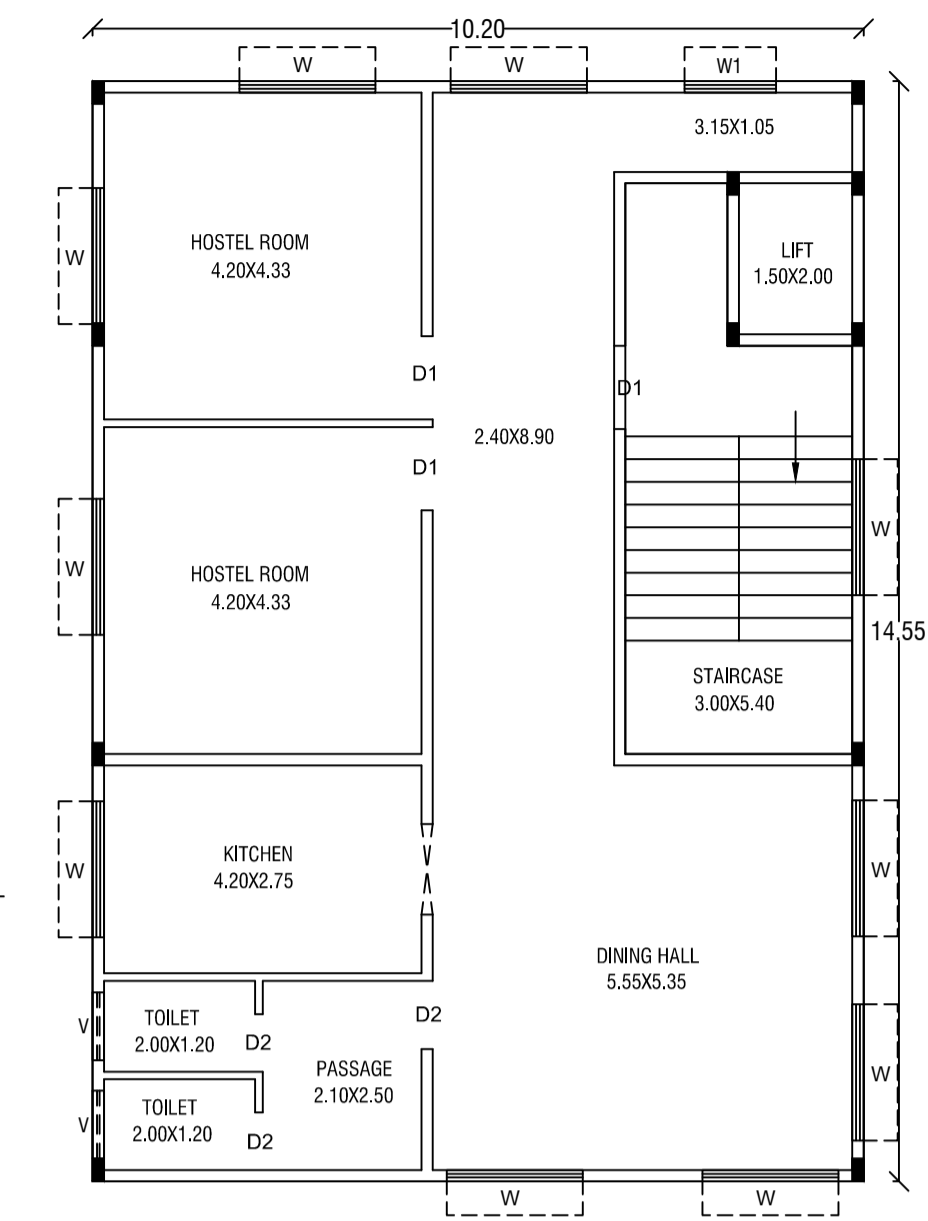 10.20
W
W
W1
3.15X1.05
HOSTEL ROOM
4.20X4.33
W
LIFT
1.50X2.00
D1
D1
2.40X8.90
D1
W
W
HOSTEL ROOM
4.20X4.33
14.55
STAIRCASE
3.00X5.40
KITCHEN
4.20X2.75
W
W
DINING HALL
5.55X5.35
TOILET
2.00X1.20
V
D2
D2
PASSAGE
2.10X2.50
W
TOILET
2.00X1.20
V
D2
W
W